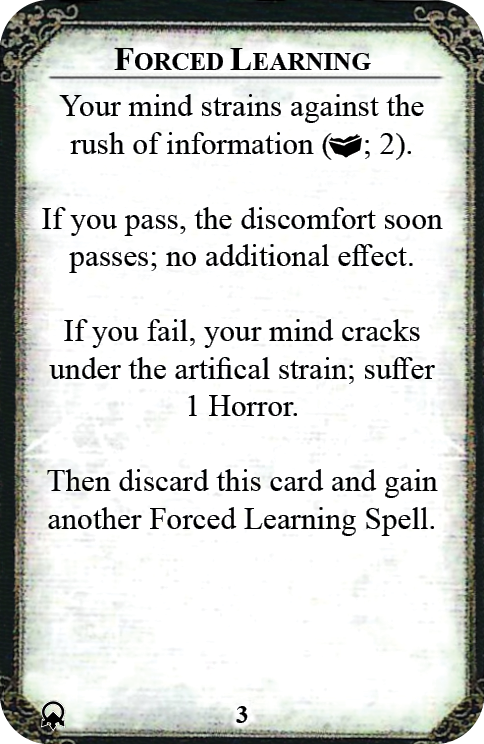 FORCED LEARNING
Your mind strains against the
rush of information (; 2).
If you pass, the discomfort soon
passes; no additional effect.
If you fail, your mind cracks
under the artifical strain; suffer
1 Horror.
Then discard this card and gain
another Forced Learning Spell.
3